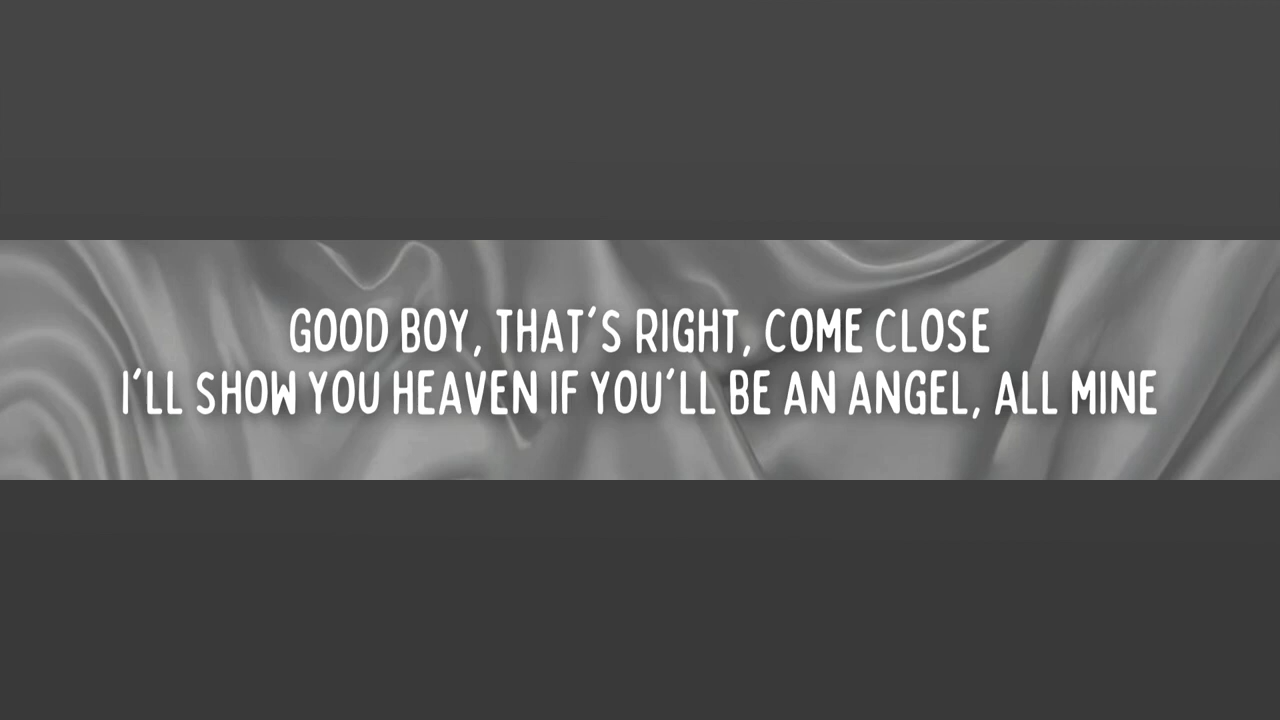 GOOD BOY, THAT'S RIGHT, COME CLOSE
I'LL SHOW YOU HEAVEN IF YOU'LL BE AN ANGEL, ALL MINE